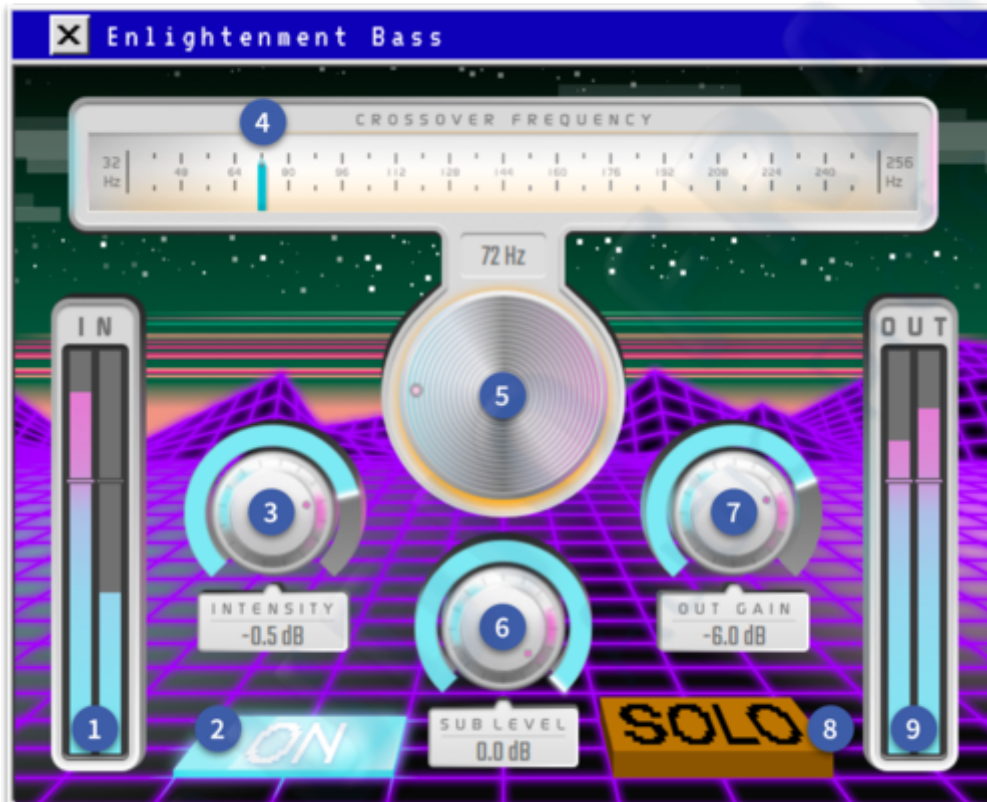 X Enlightenment Bass
4
CROSSOVER FREQUENCY
32 Hz
48 64 80 96 112 128 144 160 176 192 208 224 240
256 Hz
72 Hz
IN
OUT
5
3
7
INTENSITY
-0.5 dB
OUT GAIN
-6.0 dB
6
SUB LEVEL
0.0 dB
1
2
ON
SOLO
8
9